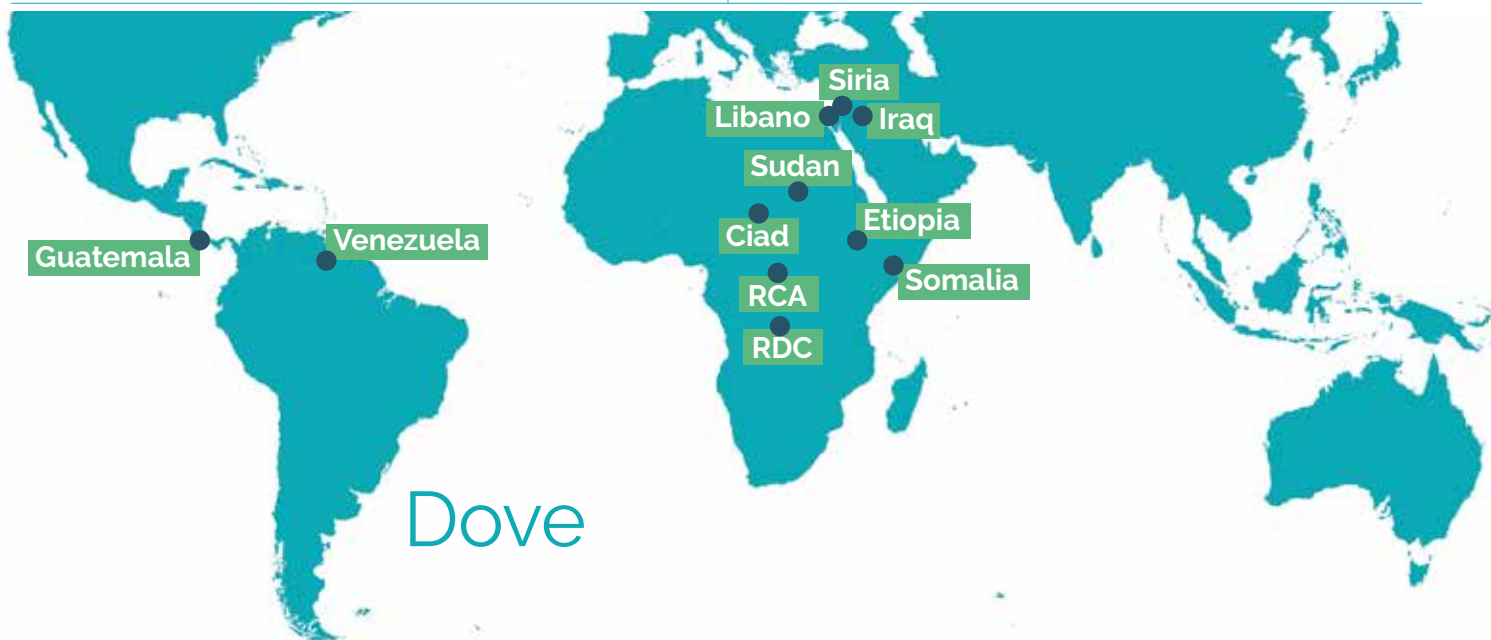 Siria
Libano
Iraq
Sudan
Etiopia
Ciad
Venezuela
Guatemala
Somalia
RCA
RDC
Dove